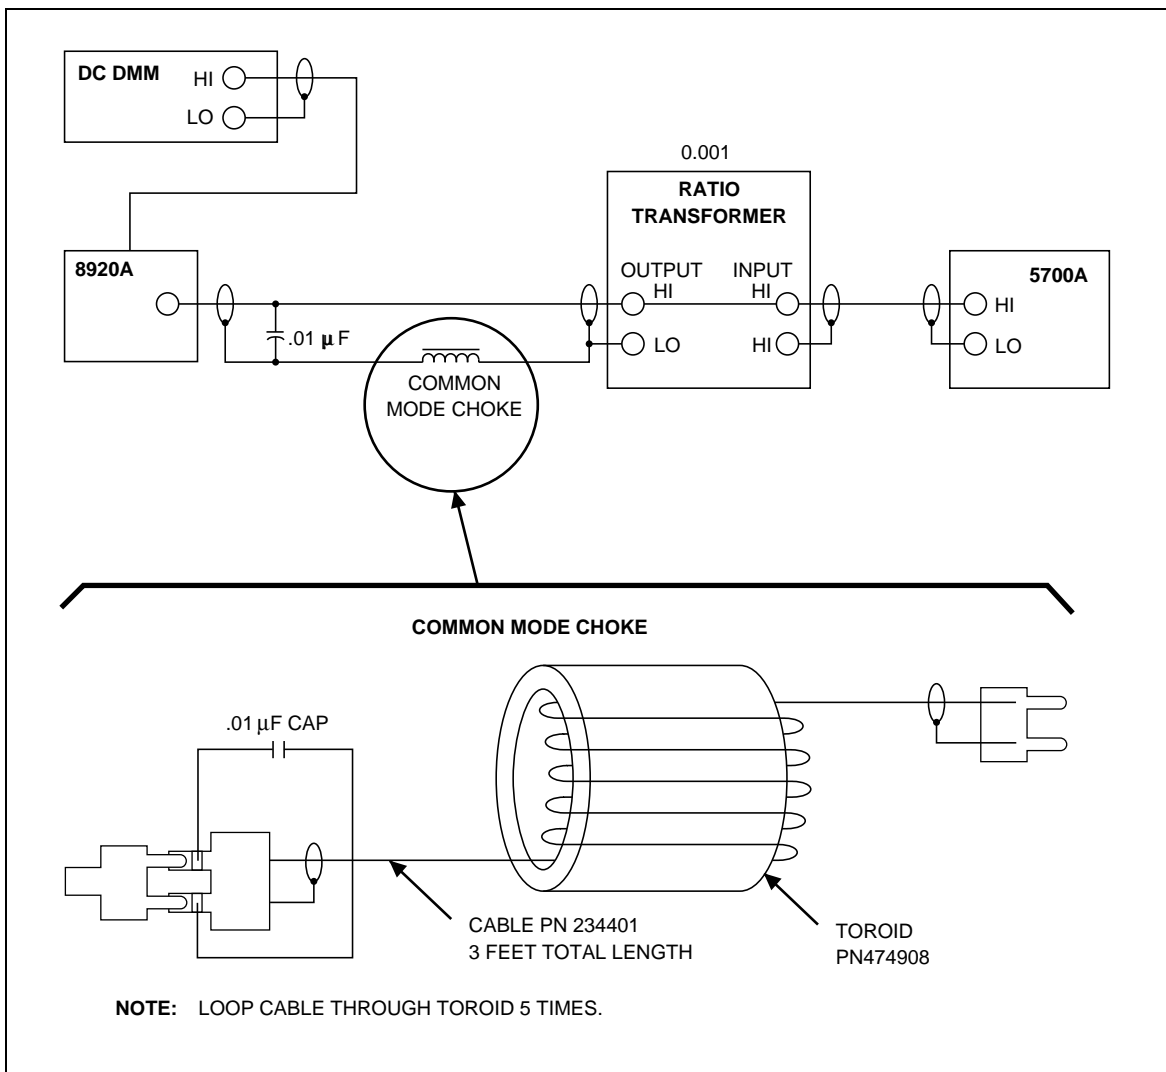 DC DMM
HI
LO
0.001
RATIO
TRANSFORMER
8920A
OUTPUT
HI
INPUT
HI
5700A
HI
.01 μ F
LO
HI
LO
COMMON
MODE CHOKE
COMMON MODE CHOKE
.01 μF CAP
CABLE PN 234401
3 FEET TOTAL LENGTH
TOROID
PN474908
NOTE: LOOP CABLE THROUGH TOROID 5 TIMES.